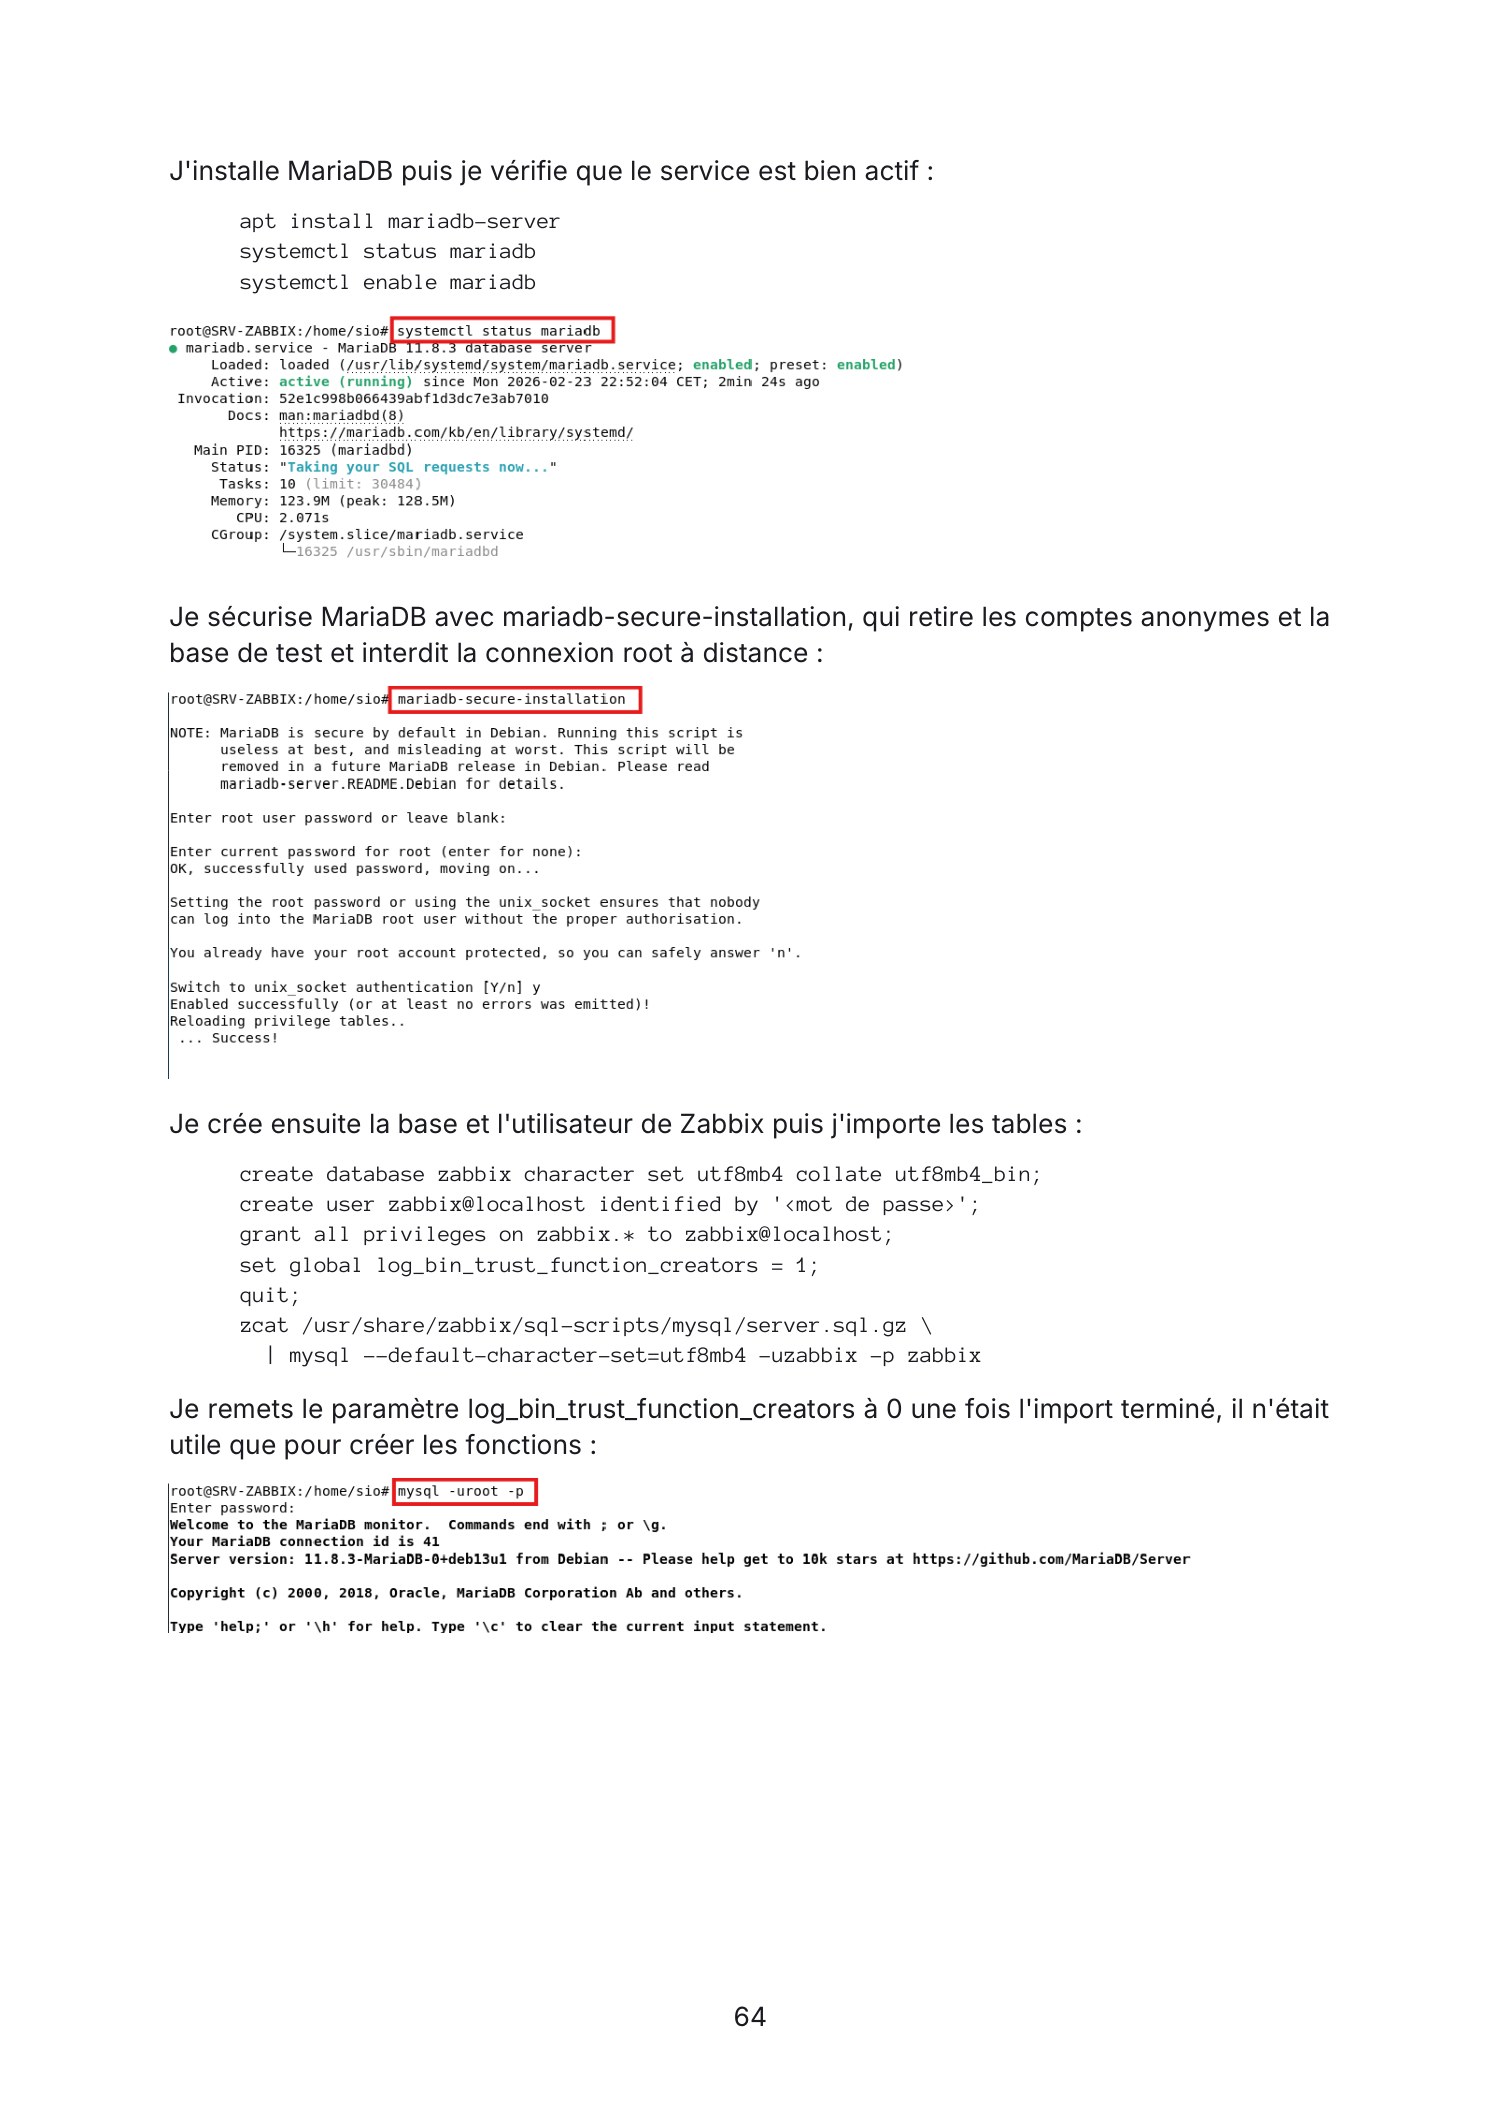 J'installe MariaDB puis je vérifie que le service est bien actif :
apt install mariadb-server
systemctl status mariadb
systemctl enable mariadb
root@SRV-ZABBIX:/home/sio# systemctl status mariadb
● mariadb.service - MariaDB 11.8.3 database server
Loaded: loaded (/usr/lib/systemd/system/mariadb.service; enabled; preset: enabled)
Active: active (running) since Mon 2026-02-23 22:52:04 CET; 2min 24s ago
Invocation: 52e1c998b066439abf1d3dc7e3ab7010
Docs: man:mariadbd(8)
https://mariadb.com/kb/en/library/systemd/
Main PID: 16325 (mariadbd)
Status: "Taking your SQL requests now..."
Tasks: 10 (limit: 30484)
Memory: 123.9M (peak: 128.5M)
CPU: 2.071s
CGroup: /system.slice/mariadb.service
└─16325 /usr/sbin/mariadbd
Je sécurise MariaDB avec mariadb-secure-installation, qui retire les comptes anonymes et la
base de test et interdit la connexion root à distance :
root@SRV-ZABBIX:/home/sio# mariadb-secure-installation
NOTE: MariaDB is secure by default in Debian. Running this script is
useless at best, and misleading at worst. This script will be
removed in a future MariaDB release in Debian. Please read
mariadb-server.README.Debian for details.
Enter root user password or leave blank:
Enter current password for root (enter for none):
OK, successfully used password, moving on...
Setting the root password or using the unix_socket ensures that nobody
can log into the MariaDB root user without the proper authorisation.
You already have your root account protected, so you can safely answer 'n'.
Switch to unix_socket authentication [Y/n] y
Enabled successfully (or at least no errors was emitted)!
Reloading privilege tables..
... Success!
Je crée ensuite la base et l'utilisateur de Zabbix puis j'importe les tables :
create database zabbix character set utf8mb4 collate utf8mb4_bin;
create user zabbix@localhost identified by '<mot de passe>';
grant all privileges on zabbix.* to zabbix@localhost;
set global log_bin_trust_function_creators = 1;
quit;
zcat /usr/share/zabbix/sql-scripts/mysql/server.sql.gz \
| mysql --default-character-set=utf8mb4 -uzabbix -p zabbix
Je remets le paramètre log_bin_trust_function_creators à 0 une fois l'import terminé, il n'était
utile que pour créer les fonctions :
root@SRV-ZABBIX:/home/sio# mysql -uroot -p
Enter password:
Welcome to the MariaDB monitor.  Commands end with ; or \g.
Your MariaDB connection id is 41
Server version: 11.8.3-MariaDB-0+deb13u1 from Debian -- Please help get to 10k stars at https://github.com/MariaDB/Server
Copyright (c) 2000, 2018, Oracle, MariaDB Corporation Ab and others.
Type 'help;' or '\h' for help. Type '\c' to clear the current input statement.
64